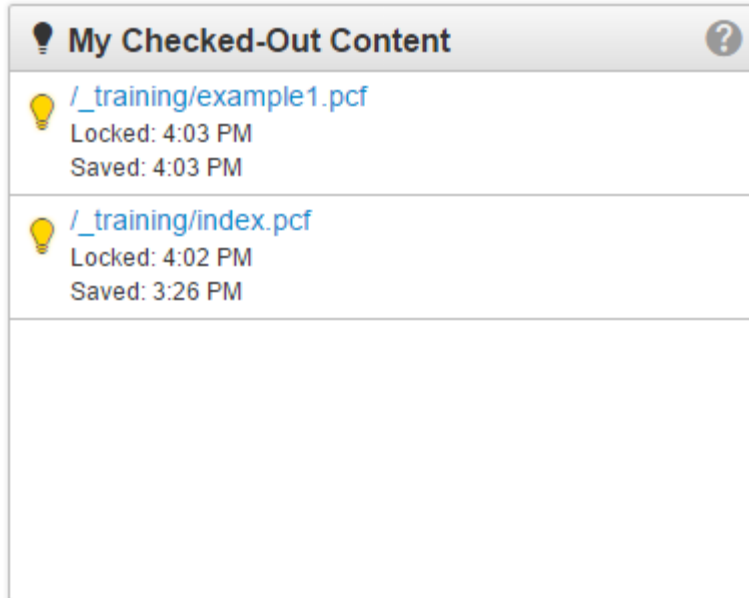 My Checked-Out Content
/_training/example1.pcf
Locked: 4:03 PM
Saved: 4:03 PM
/_training/index.pcf
Locked: 4:02 PM
Saved: 3:26 PM